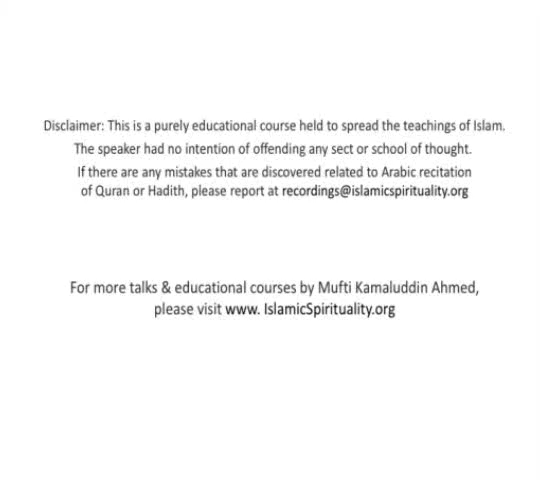 Disclaimer: This is a purely educational course held to spread the teachings of Islam.
The speaker had no intention of offending any sect or school of thought.
If there are any mistakes that are discovered related to Arabic recitation
of Quran or Hadith, please report at recordings@islamicspirituality.org
For more talks & educational courses by Mufti Kamaluddin Ahmed,
please visit www. IslamicSpirituality.org